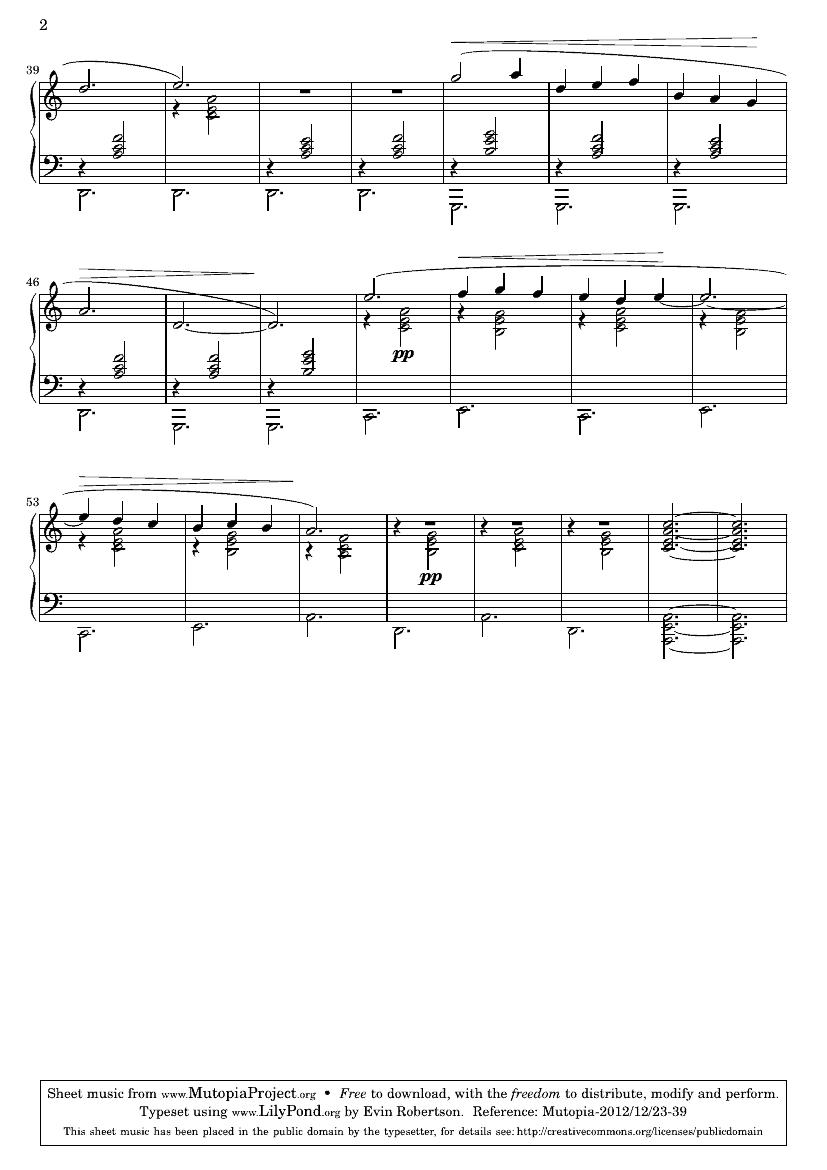 2
39
46
pp
53
pp
Sheet music from www.MutopiaProject.org • Free to download, with the freedom to distribute, modify and perform.
Typeset using www.LilyPond.org by Evin Robertson. Reference: Mutopia-2012/12/23-39
This sheet music has been placed in the public domain by the typesetter, for details see: http://creativecommons.org/licenses/publicdomain